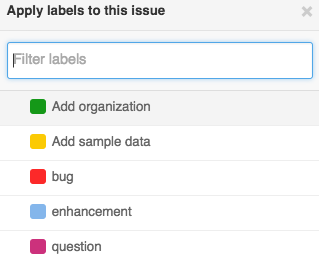 Apply labels to this issue
Filter labels
Add organization
Add sample data
bug
enhancement
question